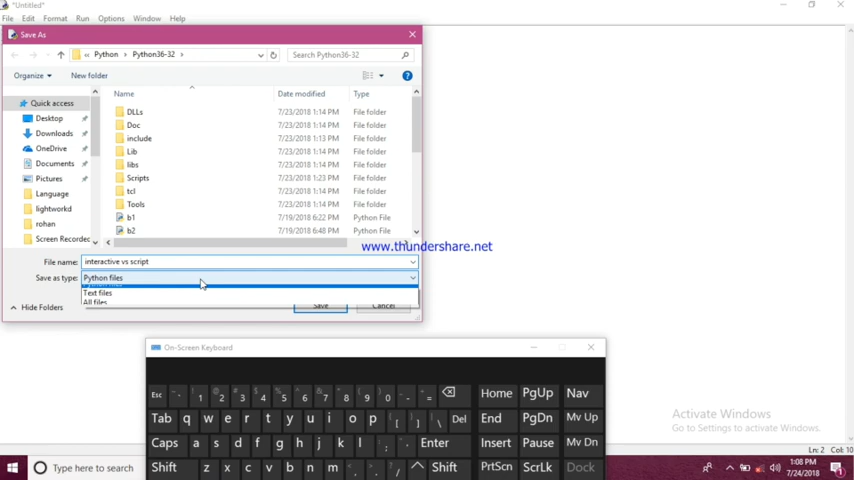 *Untitled*
File Edit Format Run Options Window Help
Save As
« Python › Python36-32 ›
Search Python36-32
Organize
New folder
Name Date modified Type
Quick access
Desktop
Downloads
OneDrive
Documents
Pictures
Language
lightworkd
rohan
Screen Recordec
DLLs 7/23/2018 1:14 PM File folder
Doc 7/23/2018 1:14 PM File folder
include 7/23/2018 1:13 PM File folder
Lib 7/23/2018 1:14 PM File folder
libs 7/23/2018 1:14 PM File folder
Scripts 7/23/2018 1:23 PM File folder
tcl 7/23/2018 1:14 PM File folder
Tools 7/23/2018 1:14 PM File folder
b1 7/19/2018 6:22 PM Python File
b2 7/19/2018 6:48 PM Python File
www.thundershare.net
File name: interactive vs script
Save as type: Python files
Python files
Text files
All files
Hide Folders
Save Cancel
On-Screen Keyboard
Esc ~ ` ! 1 @ 2 # 3 $ 4 % 5 ^ 6 & 7 * 8 ( 9 ) 0 _ - + = Home PgUp Nav
Tab q w e r t y u i o p { [ } ] | \ Del End PgDn Mv Up
Caps a s d f g h j k l : ; " ' Enter Insert Pause Mv Dn
Shift z x c v b n m < , > . ? / Shift PrtScn ScrLk Dock
Activate Windows
Go to Settings to activate Windows.
Ln: 2 Col: 10
Type here to search
1:08 PM
7/24/2018
1